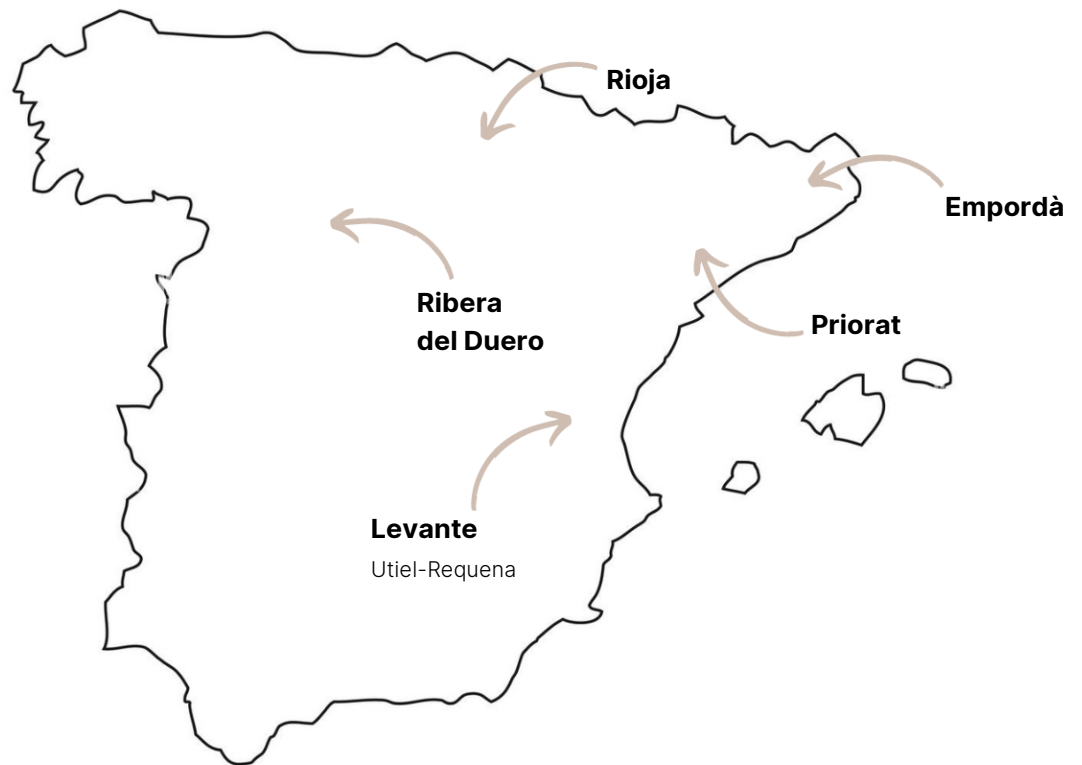 Rioja
Empordà
Ribera
del Duero
Priorat
Levante
Utiel-Requena